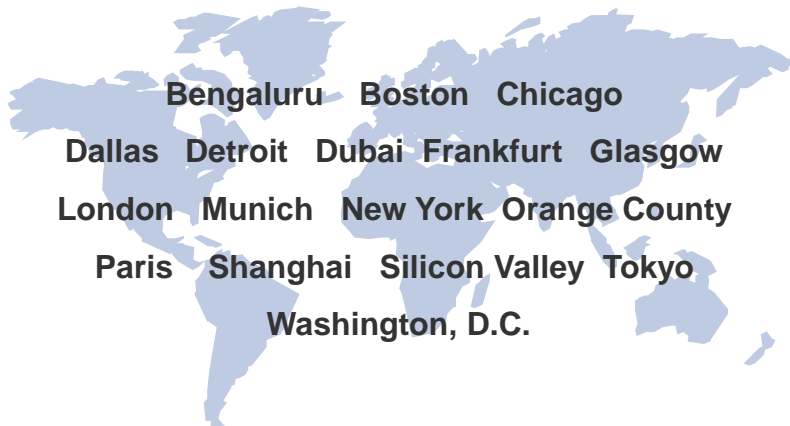 Bengaluru Boston Chicago
Dallas Detroit Dubai Frankfurt Glasgow
London Munich New York Orange County
Paris Shanghai Silicon Valley Tokyo
Washington, D.C.